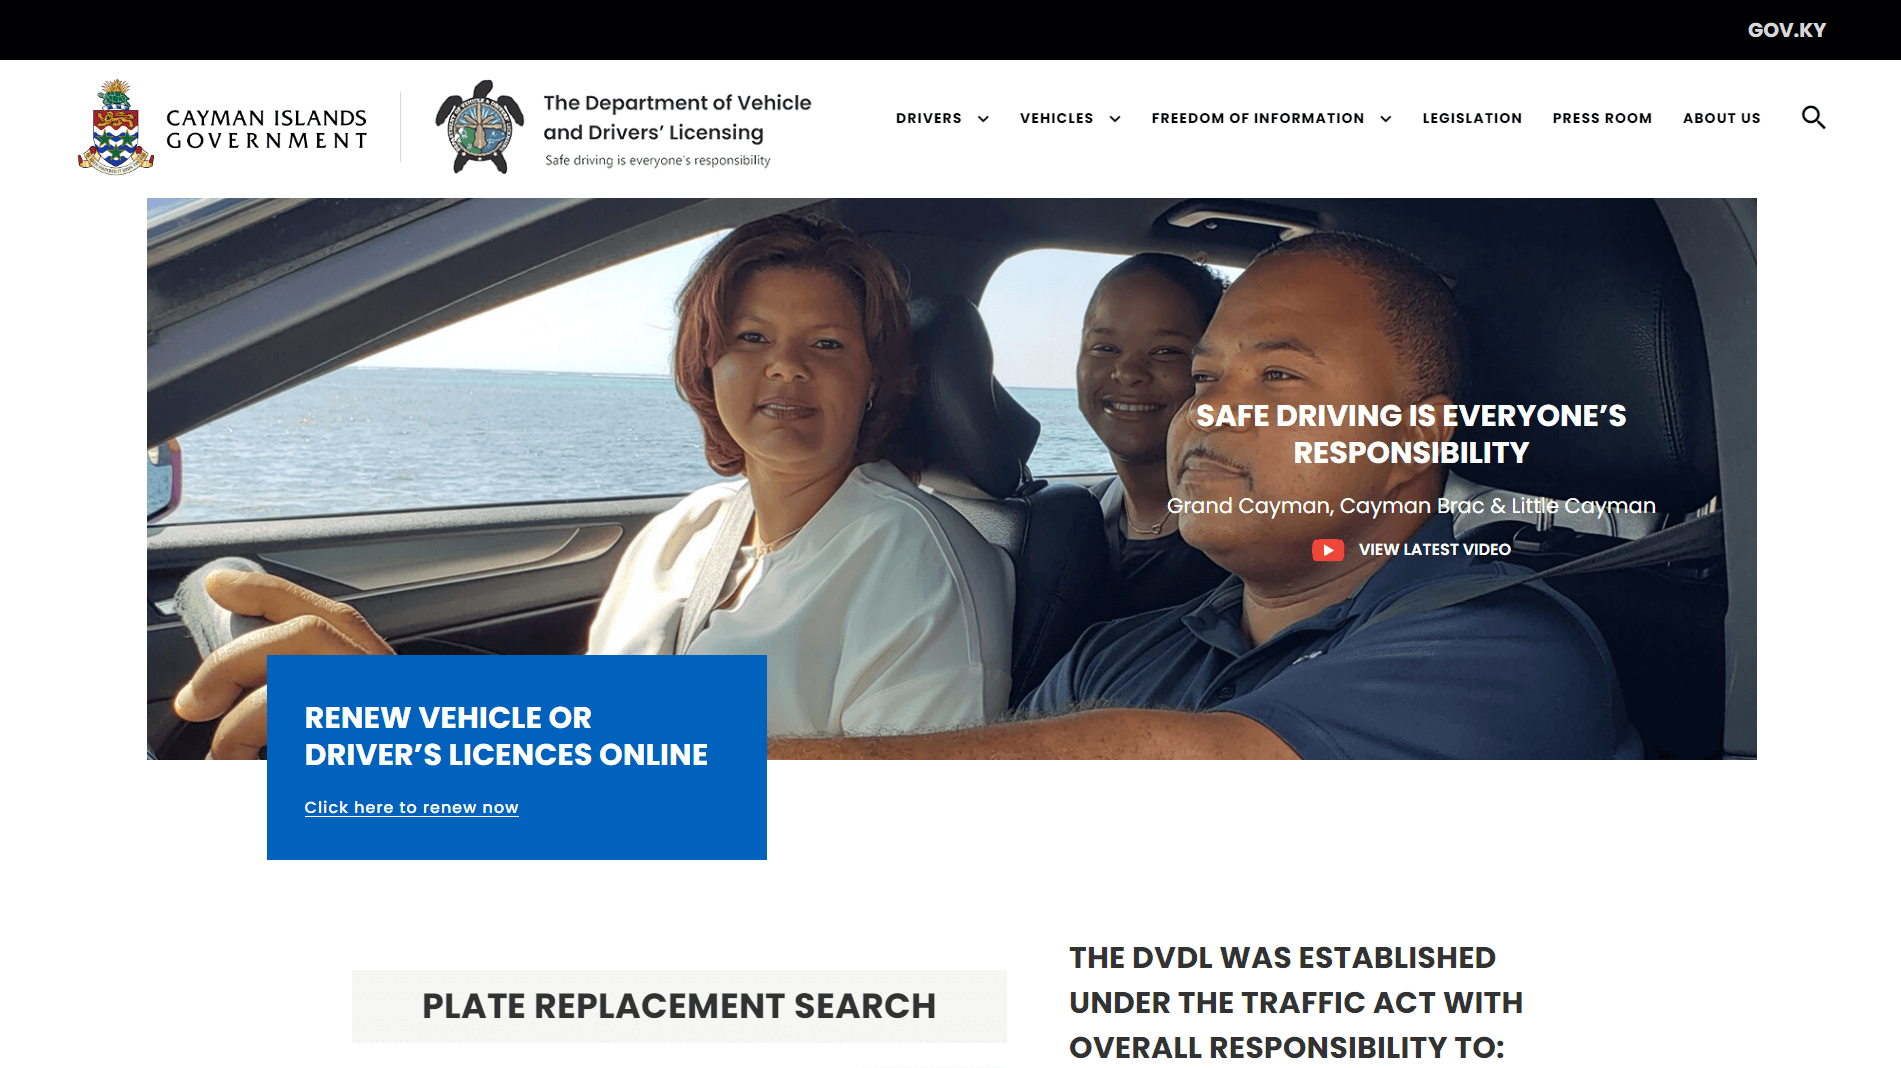 GOV.KY
CAYMAN ISLANDS
GOVERNMENT
The Department of Vehicle
and Drivers’ Licensing
Safe driving is everyone’s responsibility
DRIVERS
VEHICLES
FREEDOM OF INFORMATION
LEGISLATION
PRESS ROOM
ABOUT US
SAFE DRIVING IS EVERYONE’S
RESPONSIBILITY
Grand Cayman, Cayman Brac & Little Cayman
VIEW LATEST VIDEO
RENEW VEHICLE OR
DRIVER’S LICENCES ONLINE
Click here to renew now
PLATE REPLACEMENT SEARCH
THE DVDL WAS ESTABLISHED
UNDER THE TRAFFIC ACT WITH
OVERALL RESPONSIBILITY TO: